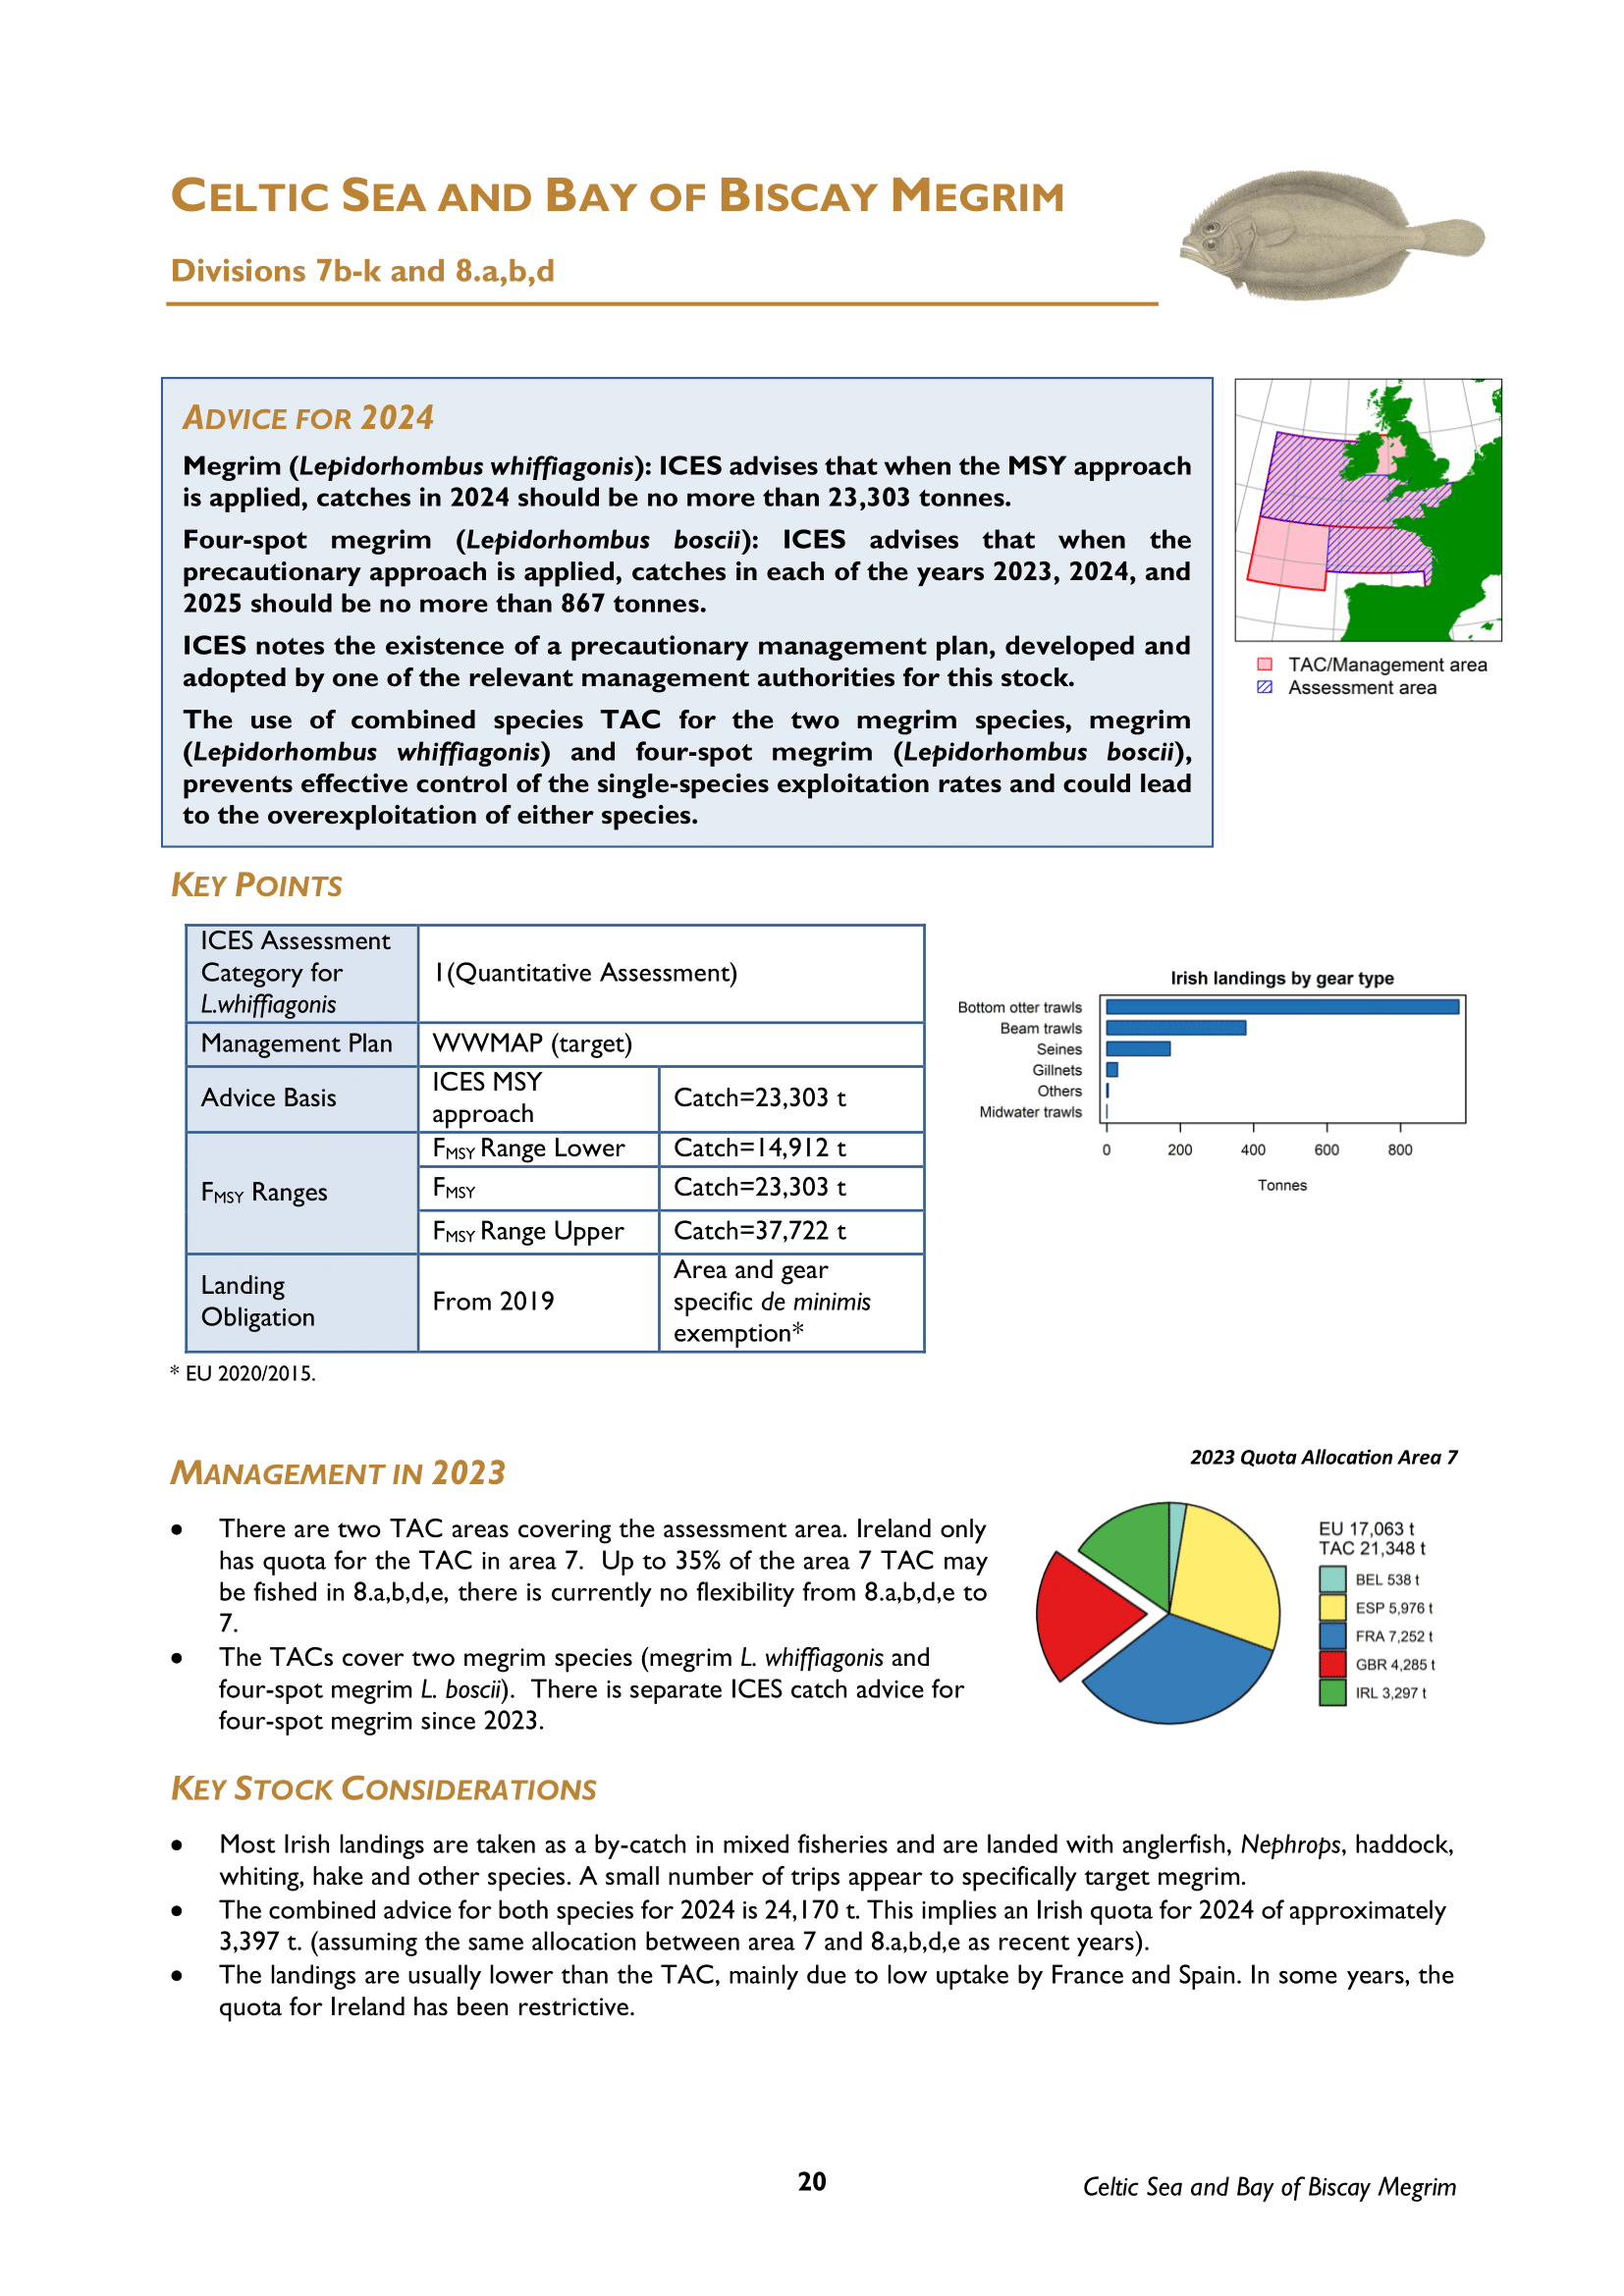 CELTIC SEA AND BAY OF BISCAY MEGRIM
Divisions 7b-k and 8.a,b,d
ADVICE FOR 2024
Megrim (Lepidorhombus whiffiagonis): ICES advises that when the MSY approach
is applied, catches in 2024 should be no more than 23,303 tonnes.
Four-spot megrim (Lepidorhombus boscii): ICES advises that when the
precautionary approach is applied, catches in each of the years 2023, 2024, and
2025 should be no more than 867 tonnes.
ICES notes the existence of a precautionary management plan, developed and
adopted by one of the relevant management authorities for this stock.
The use of combined species TAC for the two megrim species, megrim
(Lepidorhombus whiffiagonis) and four-spot megrim (Lepidorhombus boscii),
prevents effective control of the single-species exploitation rates and could lead
to the overexploitation of either species.
TAC/Management area
Assessment area
KEY POINTS
ICES Assessment
Category for
L.whiffiagonis
1(Quantitative Assessment)
Management Plan
WWMAP (target)
Advice Basis
ICES MSY
approach
Catch=23,303 t
FMSY Ranges
FMSY Range Lower
Catch=14,912 t
FMSY
Catch=23,303 t
FMSY Range Upper
Catch=37,722 t
Landing
Obligation
From 2019
Area and gear
specific de minimis
exemption*
* EU 2020/2015.
Irish landings by gear type
Bottom otter trawls
Beam trawls
Seines
Gillnets
Others
Midwater trawls
0 200 400 600 800
Tonnes
MANAGEMENT IN 2023
• There are two TAC areas covering the assessment area. Ireland only
has quota for the TAC in area 7. Up to 35% of the area 7 TAC may
be fished in 8.a,b,d,e, there is currently no flexibility from 8.a,b,d,e to
7.
• The TACs cover two megrim species (megrim L. whiffiagonis and
four-spot megrim L. boscii). There is separate ICES catch advice for
four-spot megrim since 2023.
2023 Quota Allocation Area 7
EU 17,063 t
TAC 21,348 t
BEL 538 t
ESP 5,976 t
FRA 7,252 t
GBR 4,285 t
IRL 3,297 t
KEY STOCK CONSIDERATIONS
• Most Irish landings are taken as a by-catch in mixed fisheries and are landed with anglerfish, Nephrops, haddock,
whiting, hake and other species. A small number of trips appear to specifically target megrim.
• The combined advice for both species for 2024 is 24,170 t. This implies an Irish quota for 2024 of approximately
3,397 t. (assuming the same allocation between area 7 and 8.a,b,d,e as recent years).
• The landings are usually lower than the TAC, mainly due to low uptake by France and Spain. In some years, the
quota for Ireland has been restrictive.
20
Celtic Sea and Bay of Biscay Megrim